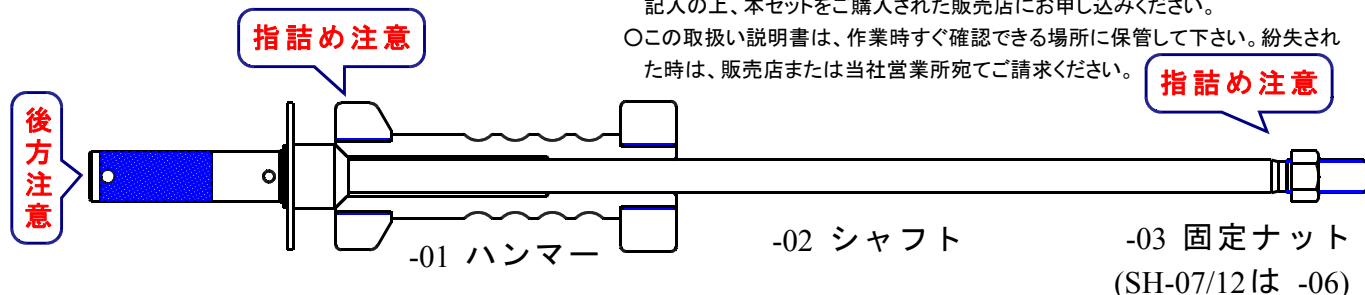 記入の上、本セットをご購入された販売店にお申し込みください。
○この取扱い説明書は、作業時すぐ確認できる場所に保管して下さい。紛失され
た時は、販売店または当社営業所宛てご請求ください。
指詰め注意
指詰め注意
後方注意
-01 ハンマー
-02 シャフト
-03 固定ナット
(SH-07/12は -06)